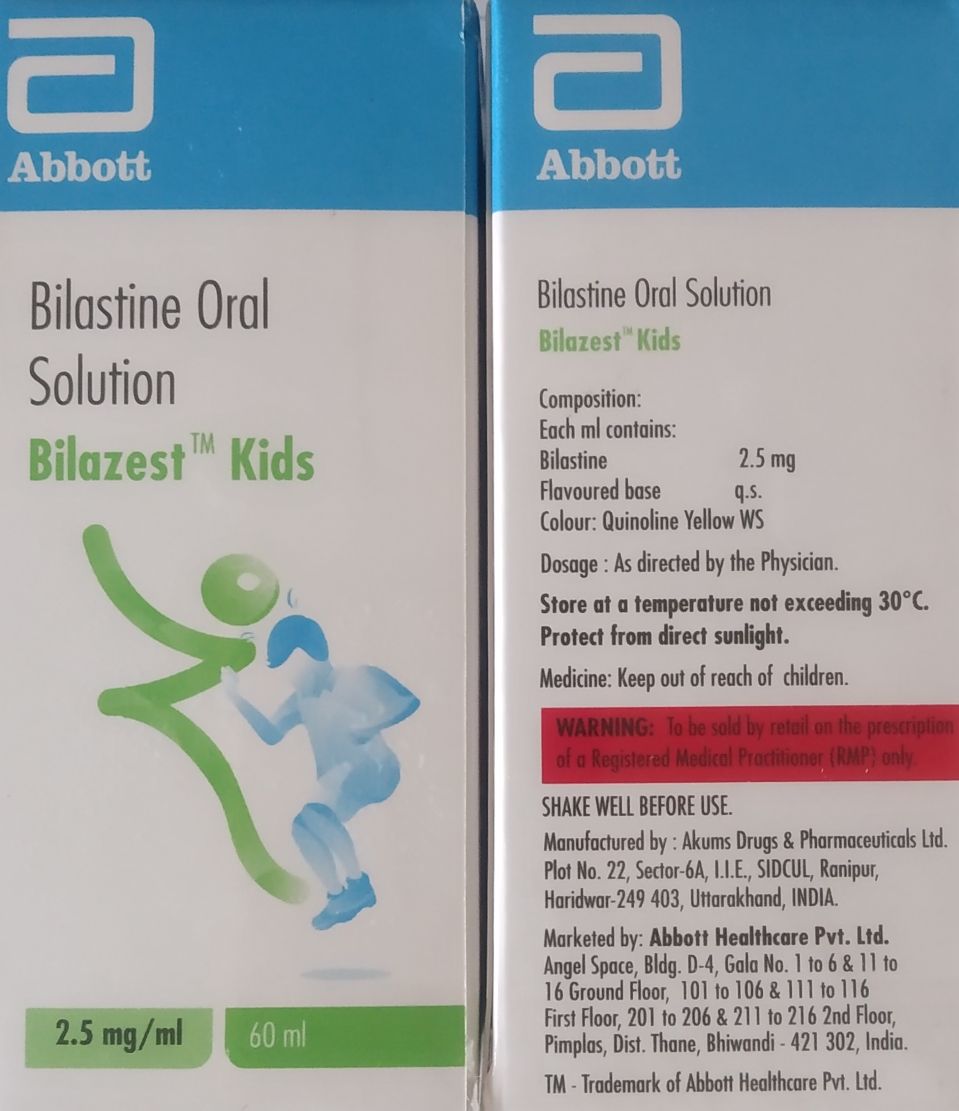 Abbott
Bilastine Oral
Solution
Bilazest™ Kids
2.5 mg/ml
60 ml
Abbott
Bilastine Oral Solution
Bilazest™ Kids
Composition:
Each ml contains:
Bilastine 2.5 mg
Flavoured base q.s.
Colour: Quinoline Yellow WS
Dosage : As directed by the Physician.
Store at a temperature not exceeding 30°C.
Protect from direct sunlight.
Medicine: Keep out of reach of children.
WARNING: To be sold by retail on the prescription
of a Registered Medical Practitioner (RMP) only.
SHAKE WELL BEFORE USE.
Manufactured by : Akums Drugs & Pharmaceuticals Ltd.
Plot No. 22, Sector-6A, I.I.E., SIDCUL, Ranipur,
Haridwar-249 403, Uttarakhand, INDIA.
Marketed by: Abbott Healthcare Pvt. Ltd.
Angel Space, Bldg. D-4, Gala No. 1 to 6 & 11 to
16 Ground Floor, 101 to 106 & 111 to 116
First Floor, 201 to 206 & 211 to 216 2nd Floor,
Pimplas, Dist. Thane, Bhiwandi - 421 302, India.
TM - Trademark of Abbott Healthcare Pvt. Ltd.